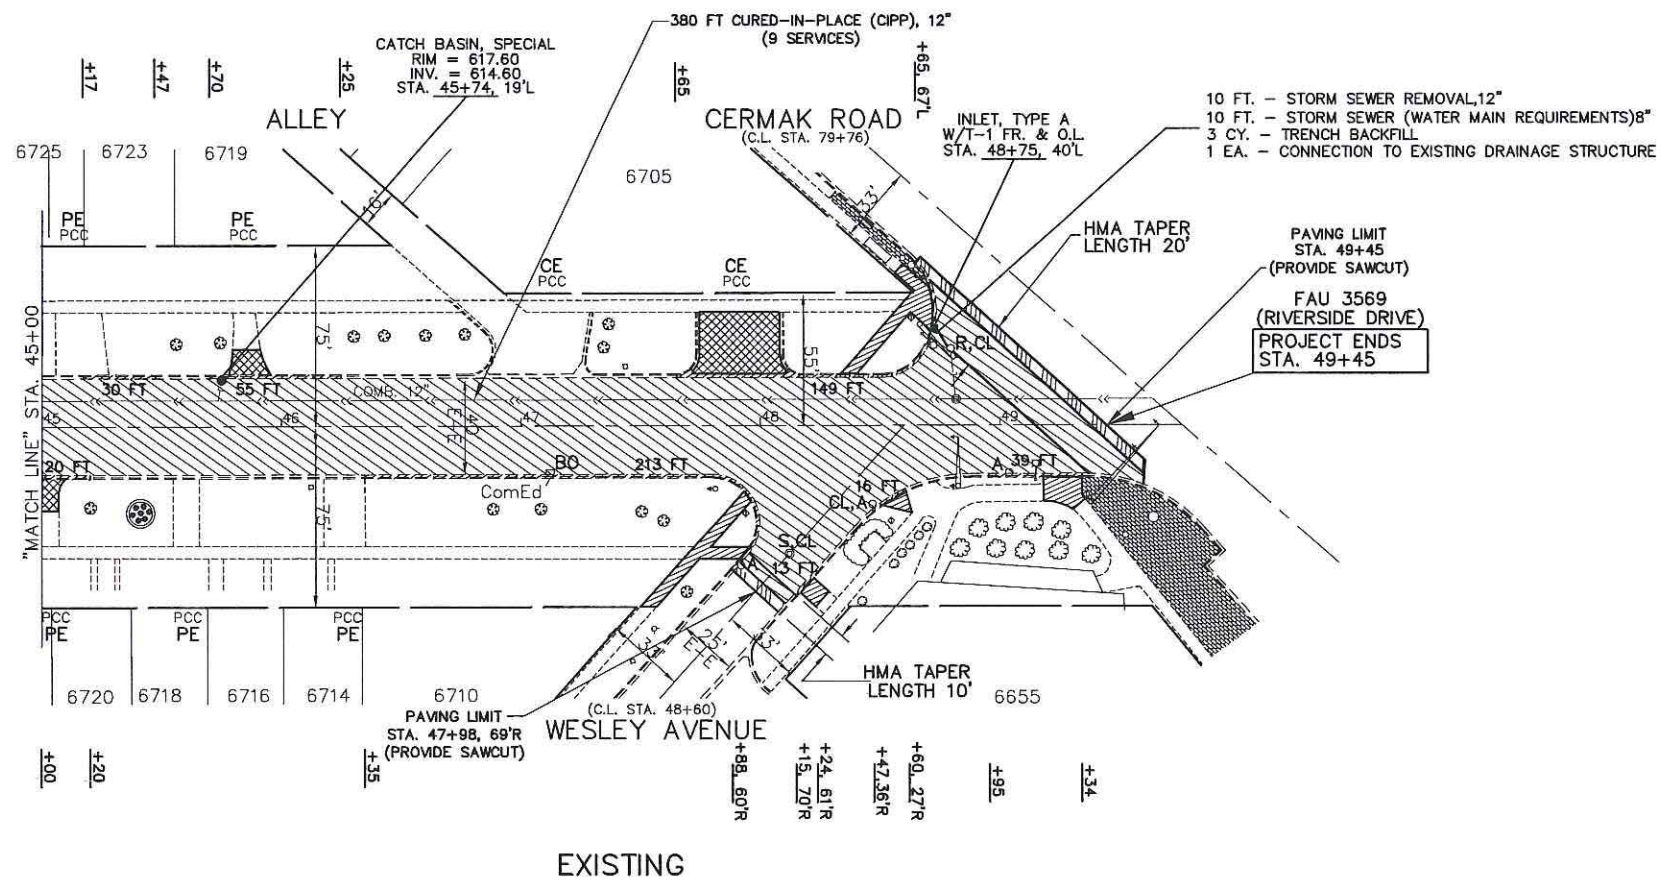 380 FT CURED-IN-PLACE (CIPP), 12"
(9 SERVICES)
CATCH BASIN, SPECIAL
RIM = 617.60
INV. = 614.60
STA. 45+74, 19'L
+17
+47
+70
+25
+65
+65, 67'L
ALLEY
CERMAK ROAD
(C.L. STA. 79+76)
INLET, TYPE A
W/T-1 FR. & O.L.
STA. 48+75, 40'L
10 FT. - STORM SEWER REMOVAL,12"
10 FT. - STORM SEWER (WATER MAIN REQUIREMENTS)8"
3 CY. - TRENCH BACKFILL
1 EA. - CONNECTION TO EXISTING DRAINAGE STRUCTURE
6725
6723
6719
6705
16'
33'
PE
PCC
PE
PCC
CE
PCC
CE
PCC
HMA TAPER
LENGTH 20'
PAVING LIMIT
STA. 49+45
(PROVIDE SAWCUT)
FAU 3569
(RIVERSIDE DRIVE)
PROJECT ENDS
STA. 49+45
"MATCH LINE" STA. 45+00
75'
55'
R,CL
30 FT
55 FT
COMB. 12"
149 FT
45
46
47
48
49
40'
E-E
20 FT
BO
213 FT
A
39 FT
ComEd
16 FT
CL,A
75'
S,CL
A
13 FT
PCC
PE
PCC
PE
PCC
PE
33'
25'
E-E
33'
HMA TAPER
LENGTH 10'
6720
6718
6716
6714
6710
6655
(C.L. STA. 48+60)
WESLEY AVENUE
PAVING LIMIT
STA. 47+98, 69'R
(PROVIDE SAWCUT)
+00
+20
+35
+88, 60'R
+15, 70'R
+24, 61'R
+47,36'R
+60, 27'R
+95
+34
EXISTING